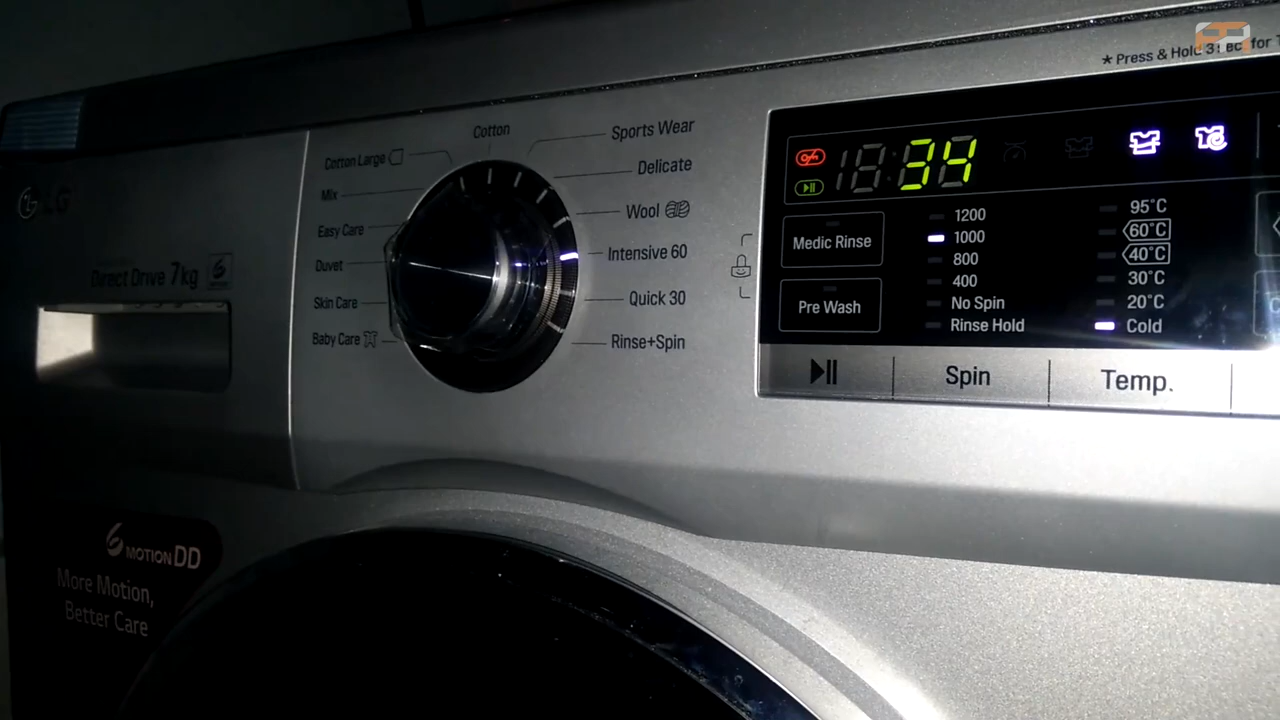 ★ Press & Hold 3 sec for
LG
Direct Drive 7kg
Cotton
Cotton Large
Mix
Easy Care
Duvet
Skin Care
Baby Care
Sports Wear
Delicate
Wool
Intensive 60
Quick 30
Rinse+Spin
34
Medic Rinse
Pre Wash
1200
1000
800
400
No Spin
Rinse Hold
95°C
60°C
40°C
30°C
20°C
Cold
Spin
Temp.
6 MOTION DD
More Motion,
Better Care